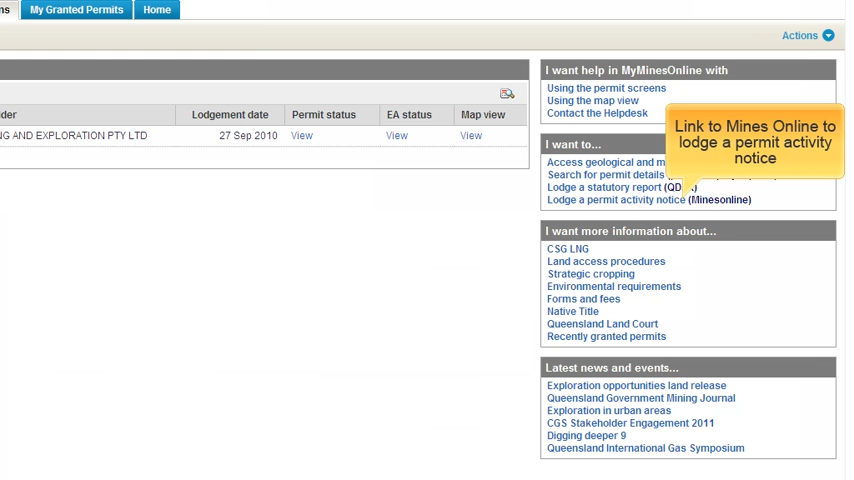 ns My Granted Permits Home
Actions
I want help in MyMinesOnline with
Using the permit screens
Using the map view
Contact the Helpdesk
lder Lodgement date Permit status EA status Map view
NG AND EXPLORATION PTY LTD 27 Sep 2010 View View View
Link to Mines Online to
lodge a permit activity
notice
I want to...
Access geological and m
Search for permit details
Lodge a statutory report (QD
Lodge a permit activity notice (Minesonline)
I want more information about...
CSG LNG
Land access procedures
Strategic cropping
Environmental requirements
Forms and fees
Native Title
Queensland Land Court
Recently granted permits
Latest news and events...
Exploration opportunities land release
Queensland Government Mining Journal
Exploration in urban areas
CGS Stakeholder Engagement 2011
Digging deeper 9
Queensland International Gas Symposium